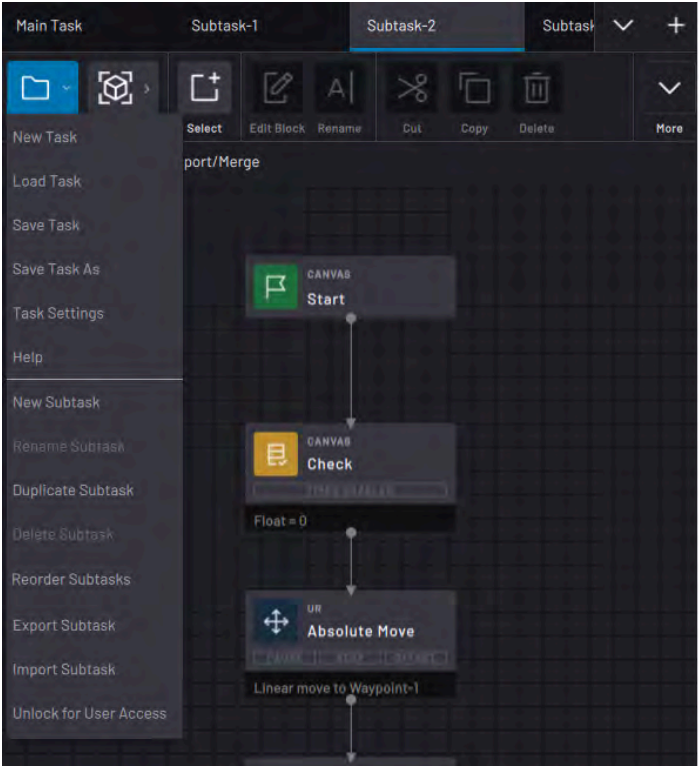 Main Task
Subtask-1
Subtask-2
Subtask
Select
Edit Block
Rename
Cut
Copy
Delete
More
port/Merge
New Task
Load Task
Save Task
Save Task As
Task Settings
Help
New Subtask
Rename Subtask
Duplicate Subtask
Delete Subtask
Reorder Subtasks
Export Subtask
Import Subtask
Unlock for User Access
CANVAS
Start
CANVAS
Check
Float = 0
UR
Absolute Move
Linear move to Waypoint-1